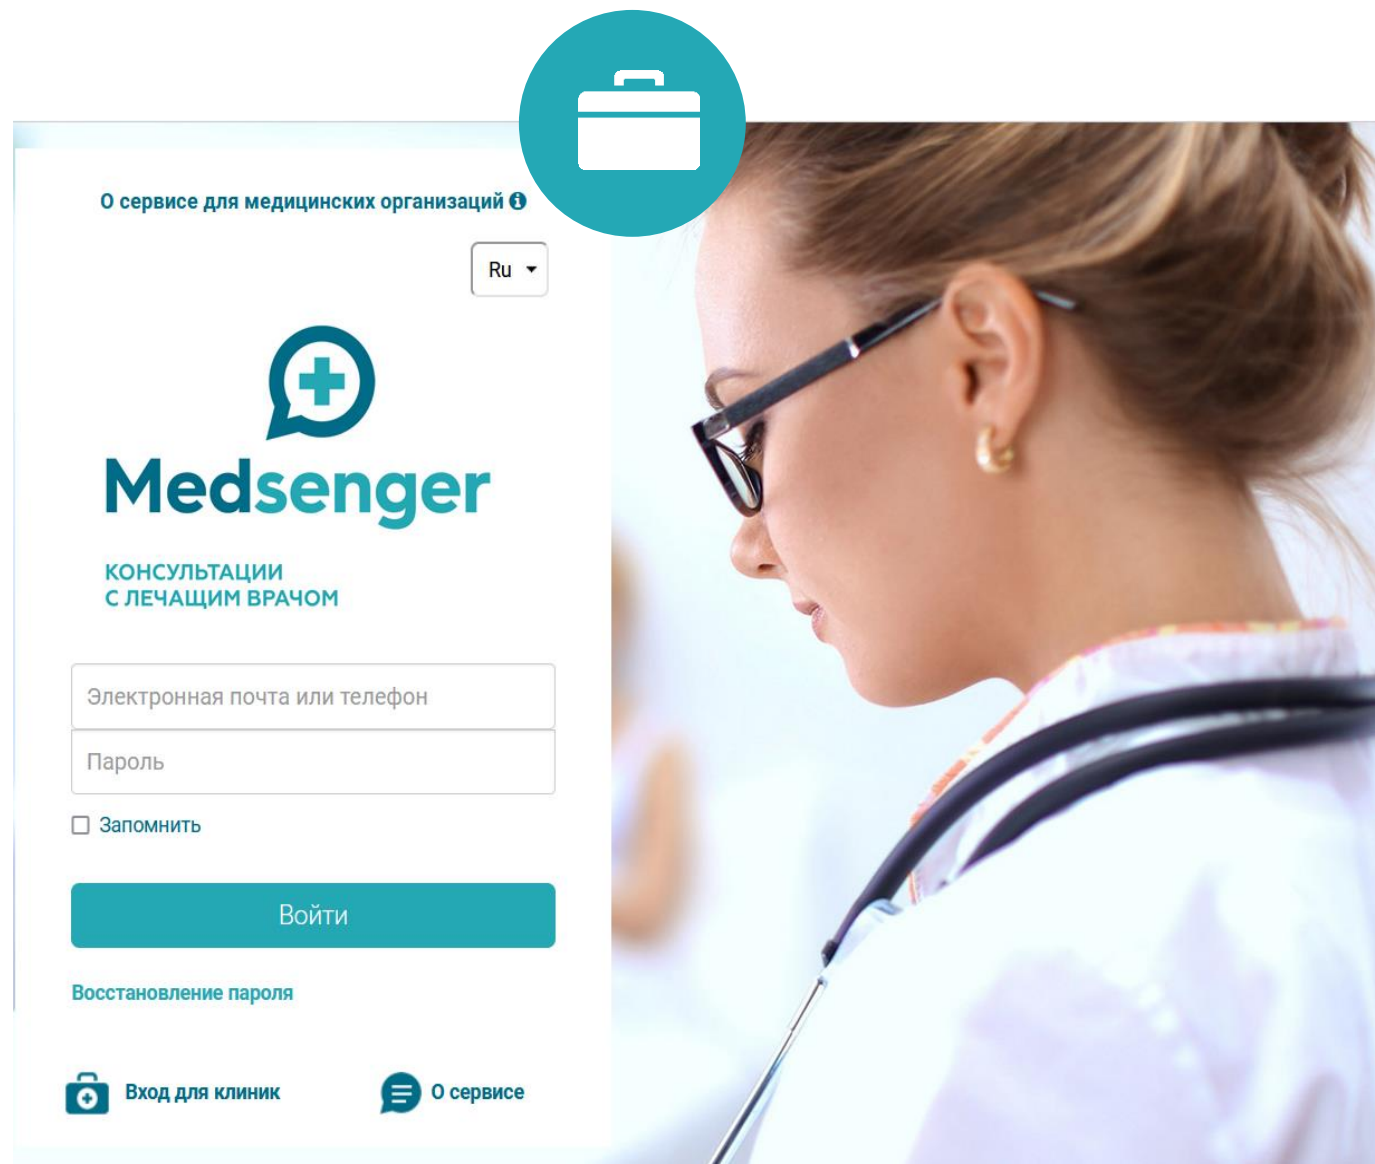 О сервисе для медицинских организаций
Ru
Medsenger
КОНСУЛЬТАЦИИ
С ЛЕЧАЩИМ ВРАЧОМ
Электронная почта или телефон
Пароль
Запомнить
Войти
Восстановление пароля
Вход для клиник
О сервисе